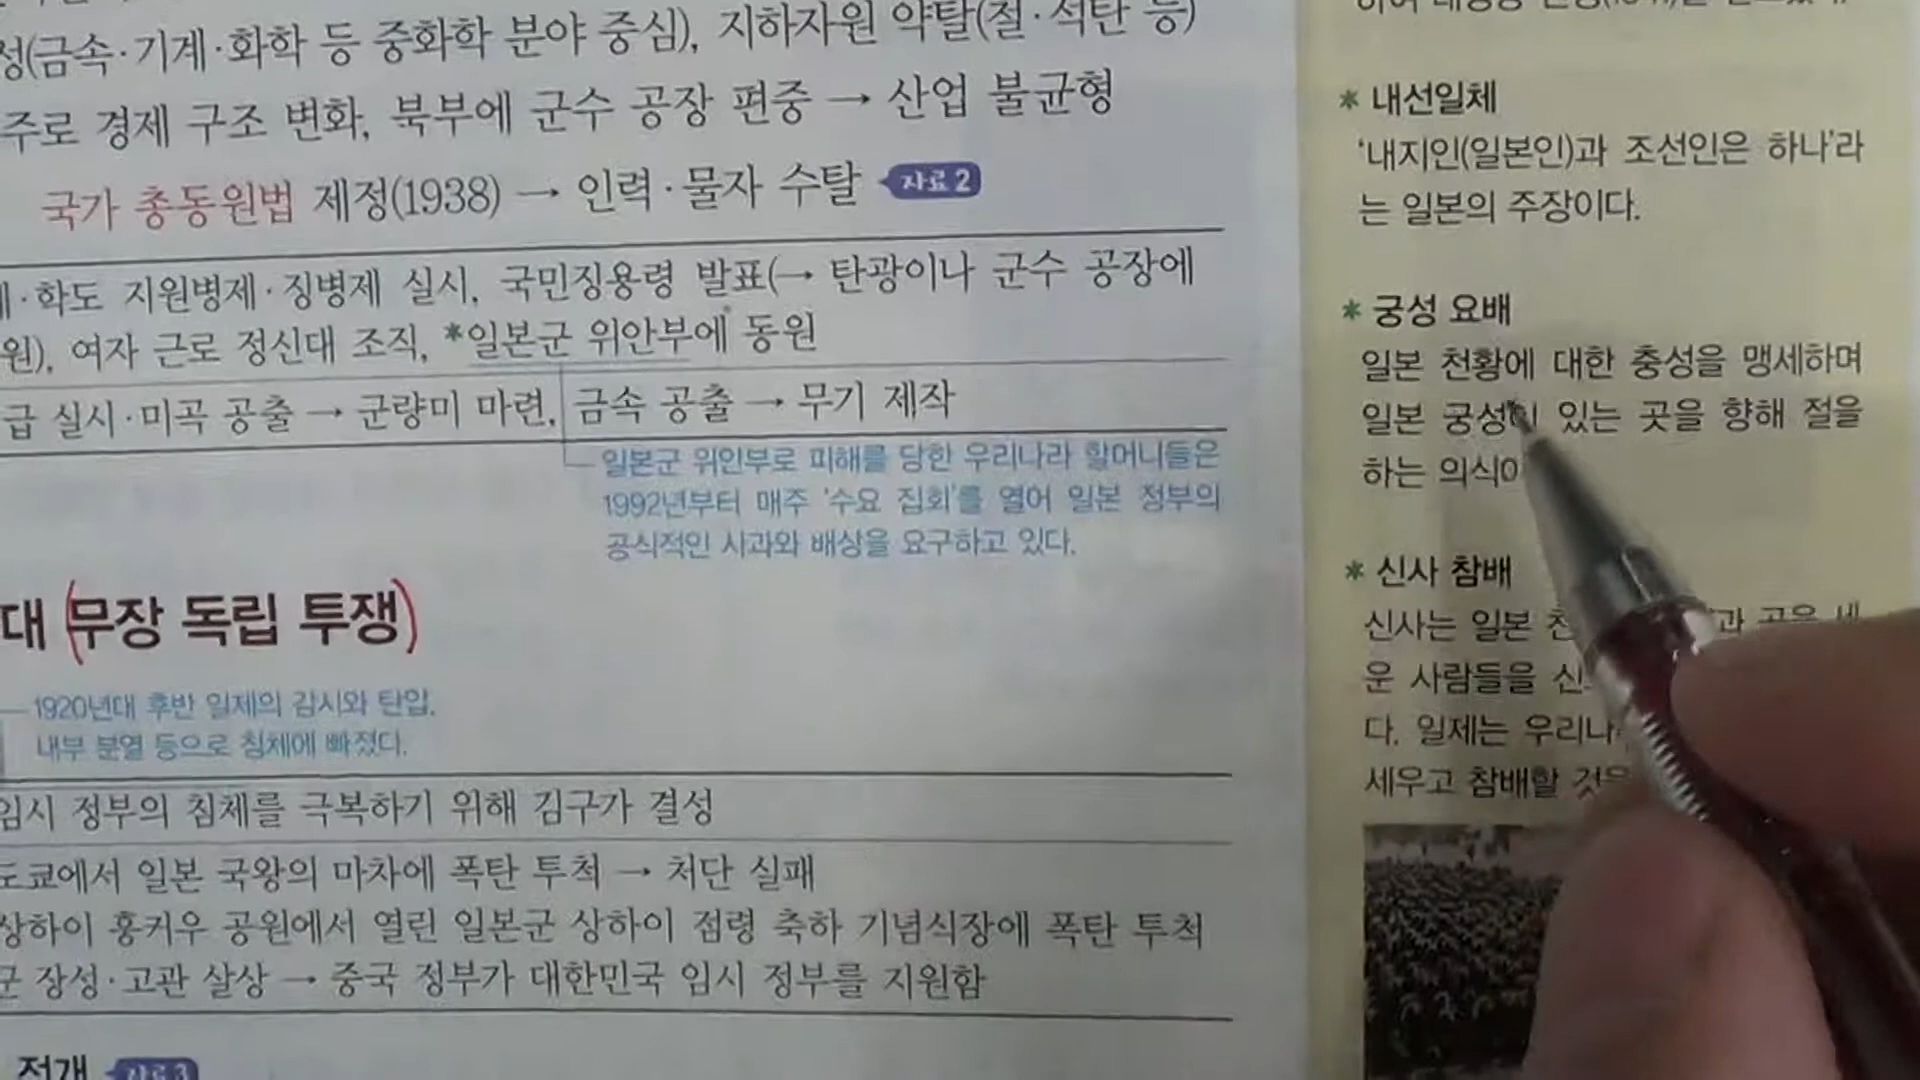 성(금속·기계·화학 등 중화학 분야 중심), 지하자원 약탈(철·석탄 등)
주로 경제 구조 변화, 북부에 군수 공장 편중 → 산업 불균형
국가 총동원법 제정(1938) → 인력·물자 수탈 자료 2
·학도 지원병제·징병제 실시, 국민징용령 발표(→ 탄광이나 군수 공장에
원), 여자 근로 정신대 조직, *일본군 위안부에 동원
급 실시·미곡 공출 → 군량미 마련, 금속 공출 → 무기 제작
일본군 위안부로 피해를 당한 우리나라 할머니들은
1992년부터 매주 '수요 집회'를 열어 일본 정부의
공식적인 사과와 배상을 요구하고 있다.
대 (무장 독립 투쟁)
1920년대 후반 일제의 감시와 탄압,
내부 분열 등으로 침체에 빠졌다.
임시 정부의 침체를 극복하기 위해 김구가 결성
도쿄에서 일본 국왕의 마차에 폭탄 투척 → 처단 실패
상하이 훙커우 공원에서 열린 일본군 상하이 점령 축하 기념식장에 폭탄 투척
군 장성·고관 살상 → 중국 정부가 대한민국 임시 정부를 지원함
전개 자료 3
* 내선일체
'내지인(일본인)과 조선인은 하나'라
는 일본의 주장이다.
* 궁성 요배
일본 천황에 대한 충성을 맹세하며
일본 궁성이 있는 곳을 향해 절을
하는 의식이
* 신사 참배
신사는 일본 과 공을 세
운 사람들을
다. 일제는 우리나
세우고 참배할 것을